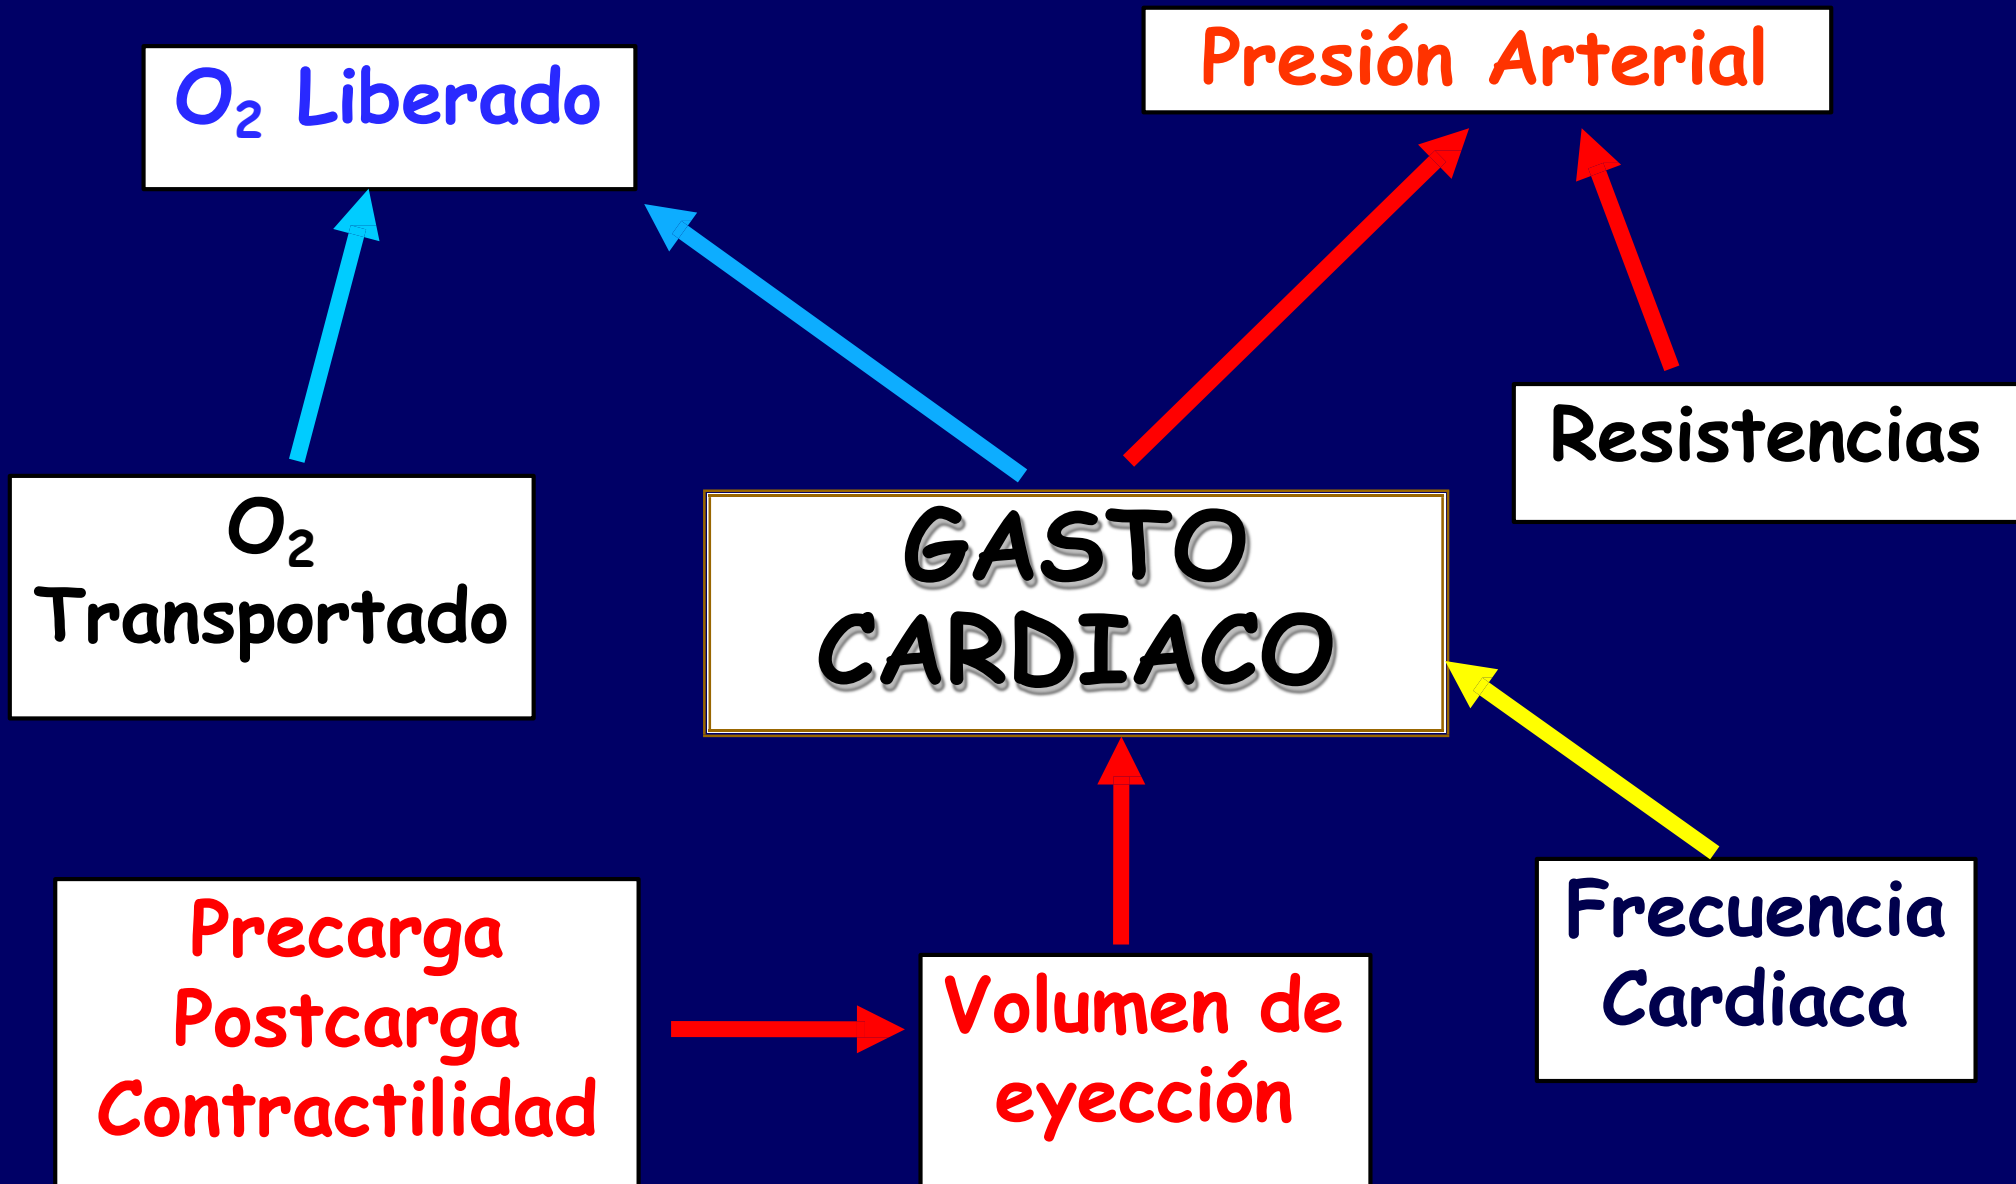 Presión Arterial
O₂ Liberado
Resistencias
O₂
Transportado
GASTO
CARDIACO
Frecuencia
Cardiaca
Precarga
Postcarga
Contractilidad
Volumen de
eyección